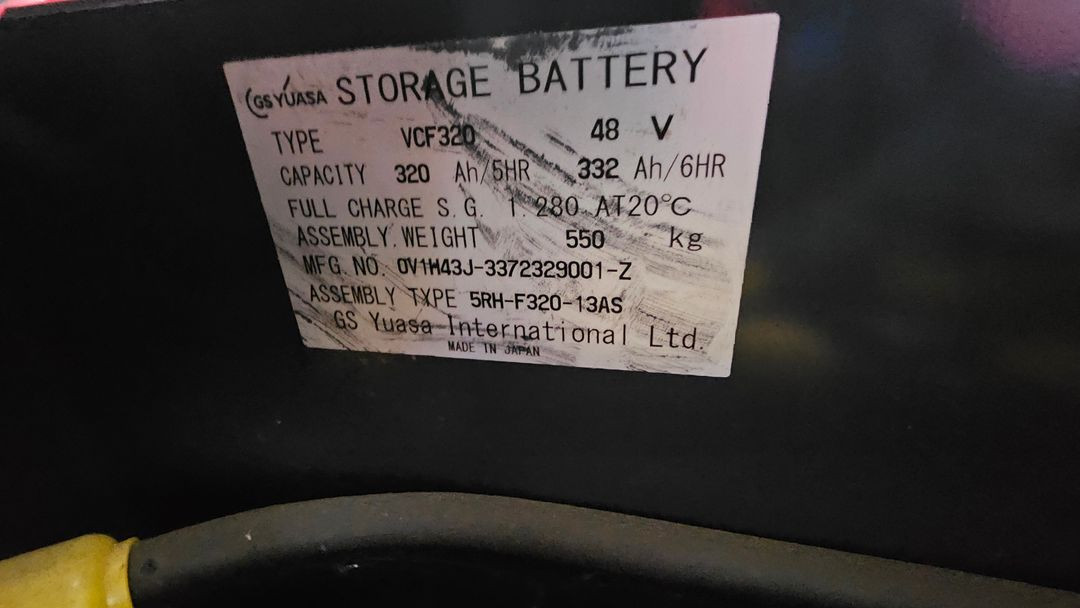 GS YUASA STORAGE BATTERY
TYPE VCF320 48 V
CAPACITY 320 Ah/5HR 332 Ah/6HR
FULL CHARGE S.G. 1.280 AT20℃
ASSEMBLY.WEIGHT 550 kg
MFG.NO. 0V1H43J-3372329001-Z
ASSEMBLY TYPE 5RH-F320-13AS
GS Yuasa International Ltd.
MADE IN JAPAN